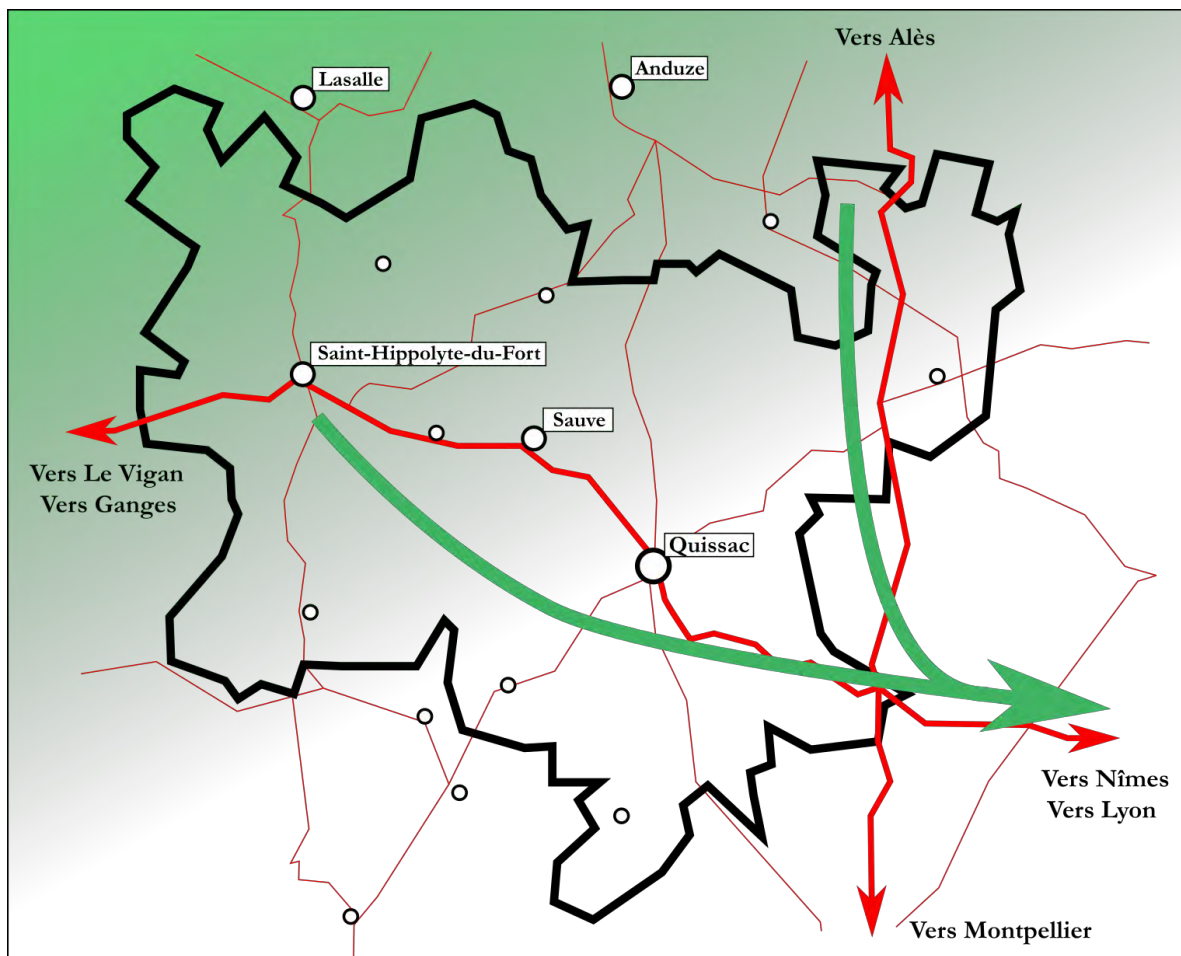 Vers Alès
Lasalle
Anduze
Saint-Hippolyte-du-Fort
Sauve
Vers Le Vigan
Vers Ganges
Quissac
Vers Nîmes
Vers Lyon
Vers Montpellier